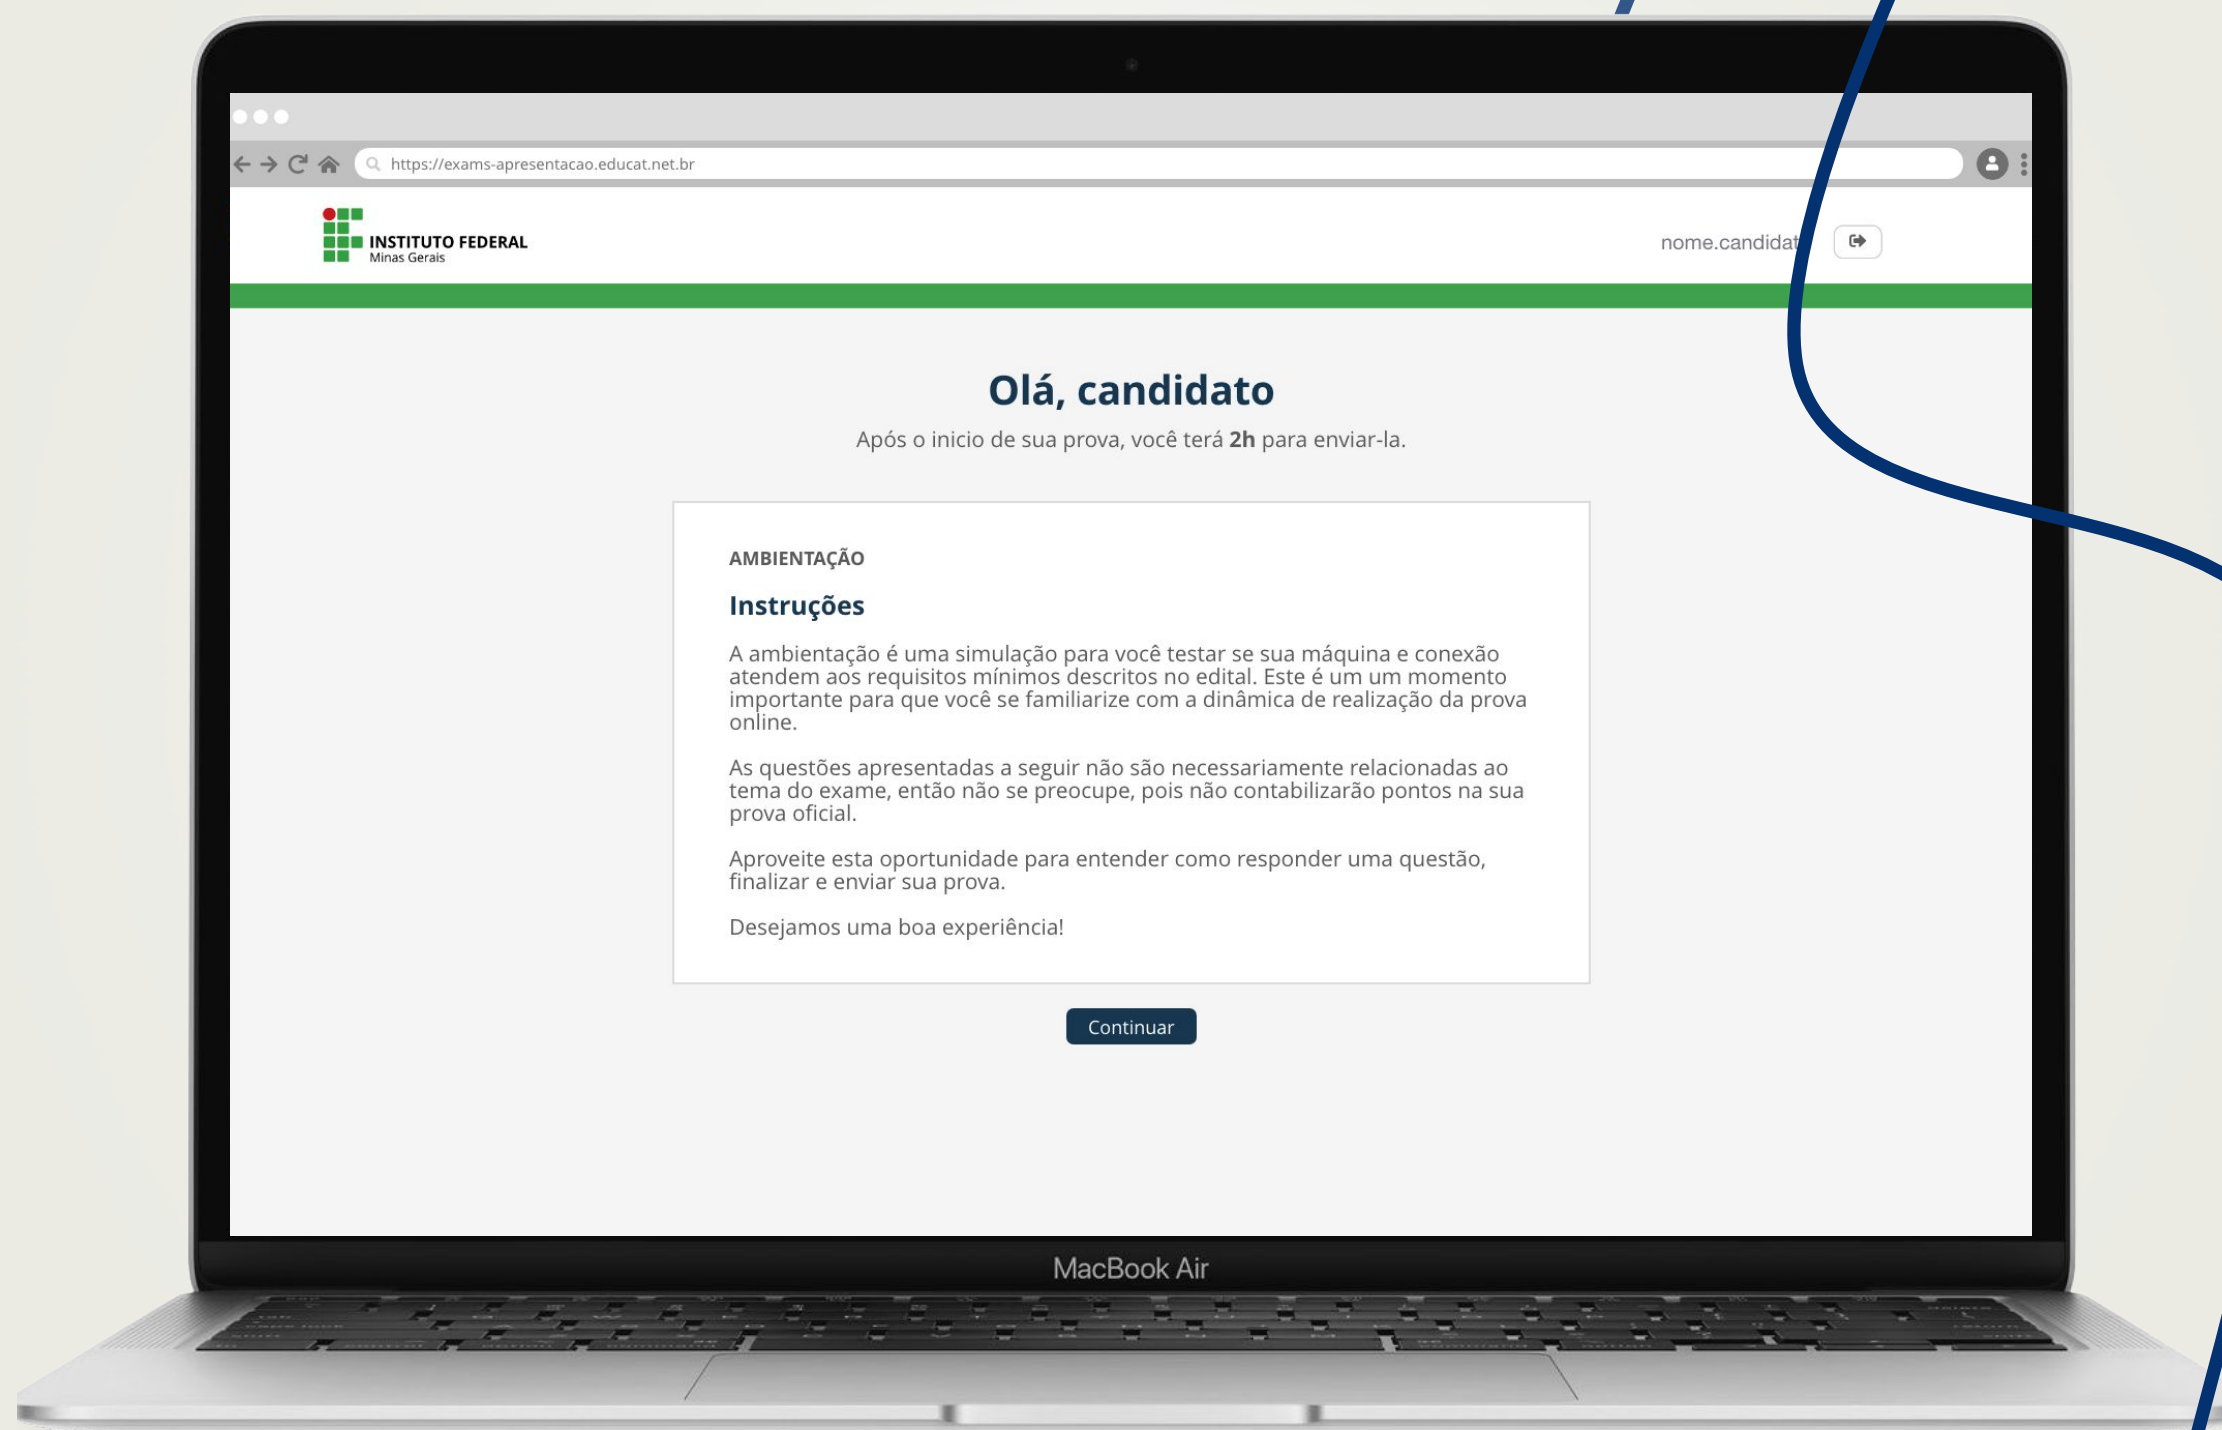 https://exams-apresentacao.educat.net.br
INSTITUTO FEDERAL
Minas Gerais
nome.candidat
Olá, candidato
Após o inicio de sua prova, você terá 2h para enviar-la.
AMBIENTAÇÃO
Instruções
A ambientação é uma simulação para você testar se sua máquina e conexão
atendem aos requisitos mínimos descritos no edital. Este é um um momento
importante para que você se familiarize com a dinâmica de realização da prova
online.
As questões apresentadas a seguir não são necessariamente relacionadas ao
tema do exame, então não se preocupe, pois não contabilizarão pontos na sua
prova oficial.
Aproveite esta oportunidade para entender como responder uma questão,
finalizar e enviar sua prova.
Desejamos uma boa experiência!
Continuar
MacBook Air